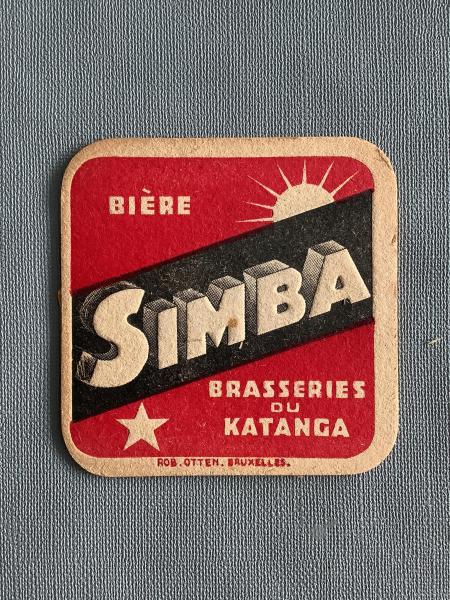 BIÈRE
SIMBA
BRASSERIES
DU
KATANGA
ROB. OTTEN. BRUXELLES.